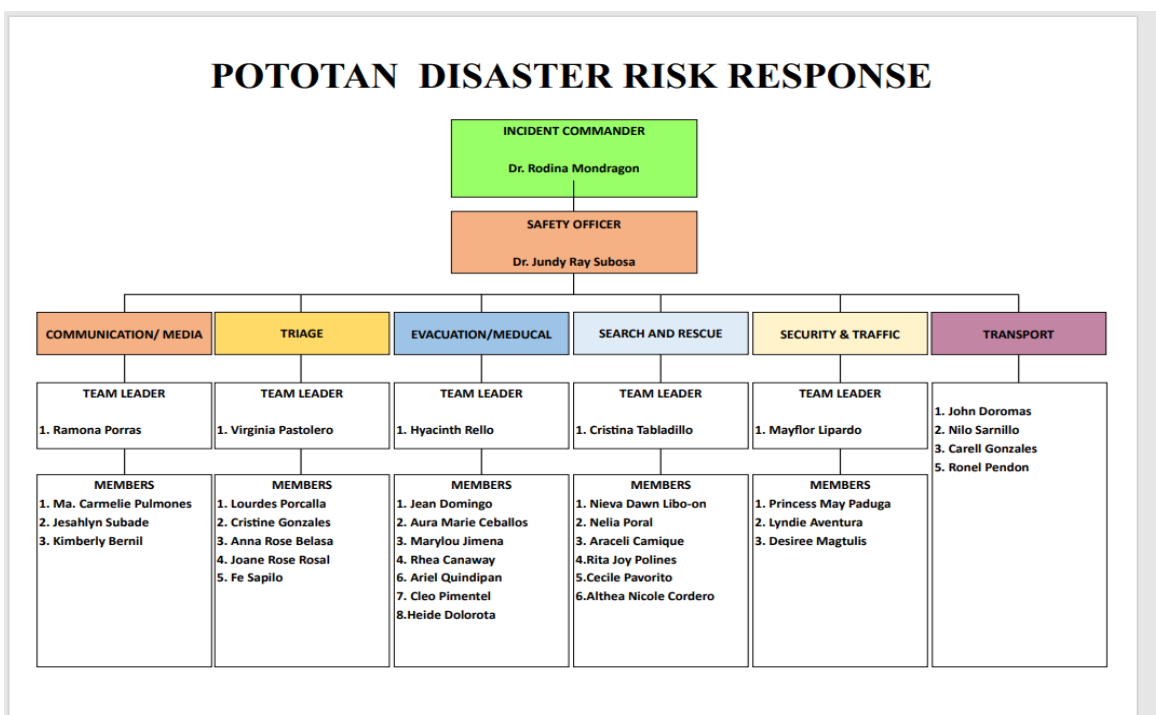 POTOTAN DISASTER RISK RESPONSE
INCIDENT COMMANDER
Dr. Rodina Mondragon
SAFETY OFFICER
Dr. Jundy Ray Subosa
COMMUNICATION/ MEDIA
TEAM LEADER
1. Ramona Porras
MEMBERS
1. Ma. Carmelie Pulmones
2. Jesahlyn Subade
3. Kimberly Bernil
TRIAGE
TEAM LEADER
1. Virginia Pastolero
MEMBERS
1. Lourdes Porcalla
2. Cristine Gonzales
3. Anna Rose Belasa
4. Joane Rose Rosal
5. Fe Sapilo
EVACUATION/MEDUCAL
TEAM LEADER
1. Hyacinth Rello
MEMBERS
1. Jean Domingo
2. Aura Marie Ceballos
3. Marylou Jimena
4. Rhea Canaway
6. Ariel Quindipan
7. Cleo Pimentel
8.Heide Dolorota
SEARCH AND RESCUE
TEAM LEADER
1. Cristina Tabladillo
MEMBERS
1. Nieva Dawn Libo-on
2. Nelia Poral
3. Araceli Camique
4.Rita Joy Polines
5.Cecile Pavorito
6.Althea Nicole Cordero
SECURITY & TRAFFIC
TEAM LEADER
1. Mayflor Lipardo
MEMBERS
1. Princess May Paduga
2. Lyndie Aventura
3. Desiree Magtulis
TRANSPORT
1. John Doromas
2. Nilo Sarnillo
3. Carell Gonzales
5. Ronel Pendon